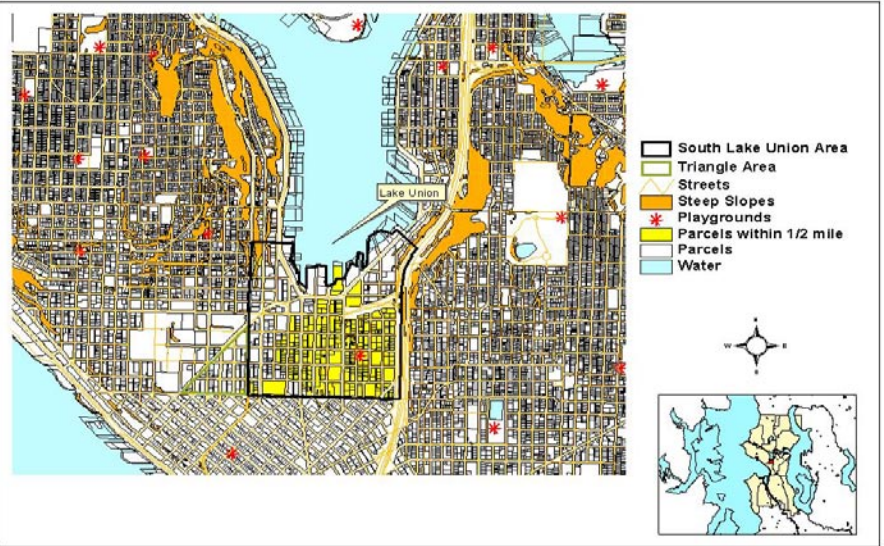 Lake Union
South Lake Union Area
Triangle Area
Streets
Steep Slopes
Playgrounds
Parcels within 1/2 mile
Parcels
Water
N
W E
S